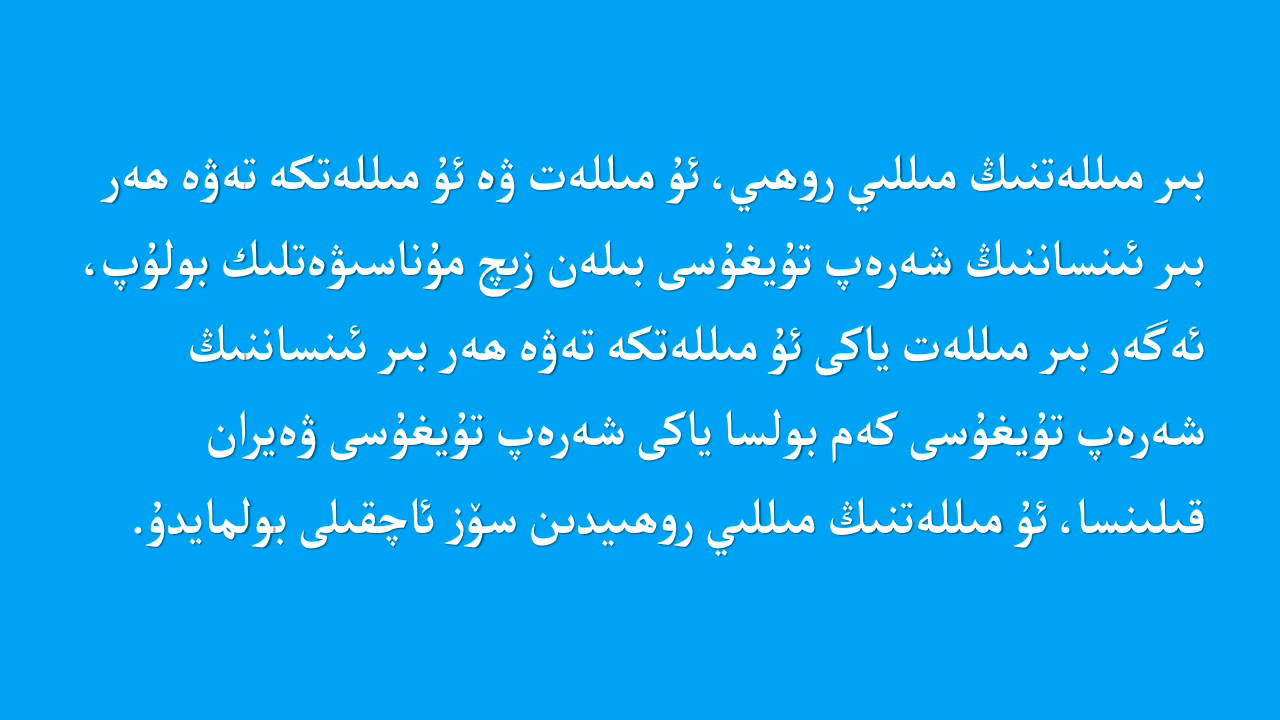 بىر مىللەتنىڭ مىللىي روھىي، ئۇ مىللەت ۋە ئۇ مىللەتكە تەۋە ھەر
بىر ئىنساننىڭ شەرەپ تۇيغۇسى بىلەن زىچ مۇناسىۋەتلىك بولۇپ،
ئەگەر بىر مىللەت ياكى ئۇ مىللەتكە تەۋە ھەر بىر ئىنساننىڭ
شەرەپ تۇيغۇسى كەم بولسا ياكى شەرەپ تۇيغۇسى ۋەيران
قىلىنسا، ئۇ مىللەتنىڭ مىللىي روھىيدىن سۆز ئاچقىلى بولمايدۇ.